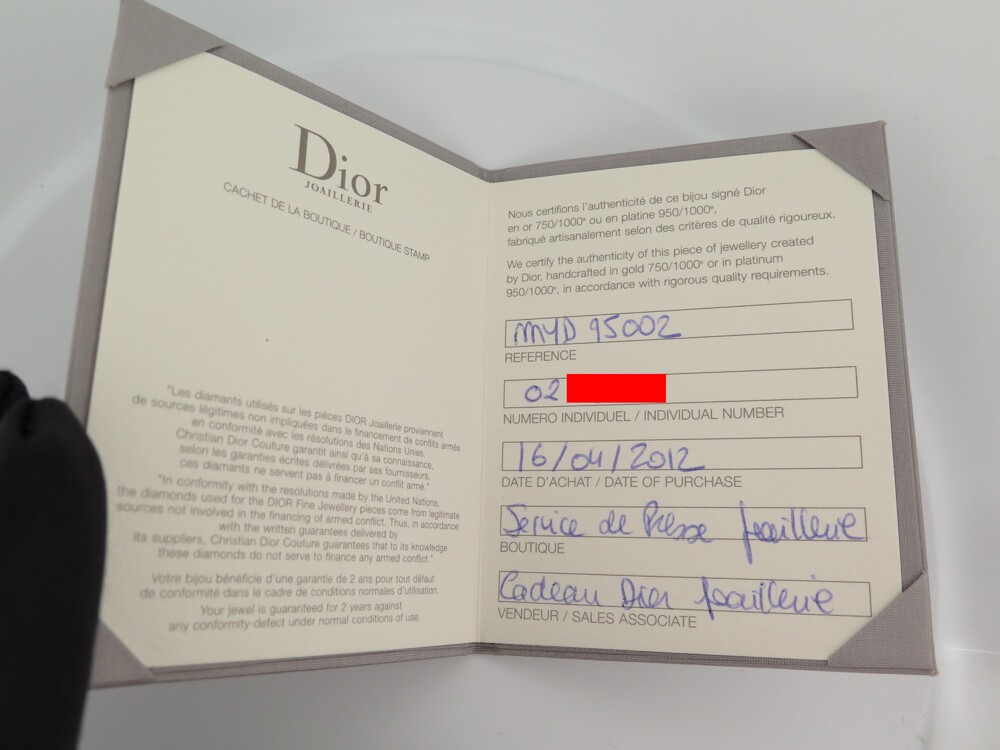 Dior
JOAILLERIE
CACHET DE LA BOUTIQUE / BOUTIQUE STAMP
"Les diamants utilisés sur les pièces DIOR Joaillerie proviennent
de sources légitimes non impliquées dans le financement de conflits armés
en conformité avec les résolutions des Nations Unies.
Christian Dior Couture garantit ainsi qu'à sa connaissance,
selon les garanties écrites délivrées par ses fournisseurs,
ces diamants ne servent pas à financer un conflit armé."
"In conformity with the resolutions made by the United Nations,
the diamonds used for the DIOR Fine Jewellery pieces come from legitimate
sources not involved in the financing of armed conflict. Thus, in accordance
with the written guarantees delivered by
its suppliers, Christian Dior Couture guarantees that to its knowledge
these diamonds do not serve to finance any armed conflict."
Votre bijou bénéficie d'une garantie de 2 ans pour tout défaut
de conformité dans le cadre de conditions normales d'utilisation.
Your jewel is guaranteed for 2 years against
any conformity-defect under normal conditions of use.
Nous certifions l'authenticité de ce bijou signé Dior
en or 750/1000° ou en platine 950/1000°,
fabriqué artisanalement selon des critères de qualité rigoureux.
We certify the authenticity of this piece of jewellery created
by Dior, handcrafted in gold 750/1000° or in platinum
950/1000°, in accordance with rigorous quality requirements.
MYD 95002
REFERENCE
02
NUMERO INDIVIDUEL / INDIVIDUAL NUMBER
16/04/2012
DATE D'ACHAT / DATE OF PURCHASE
Service de Presse Joaillerie
BOUTIQUE
Cadeau Dior Joaillerie
VENDEUR / SALES ASSOCIATE